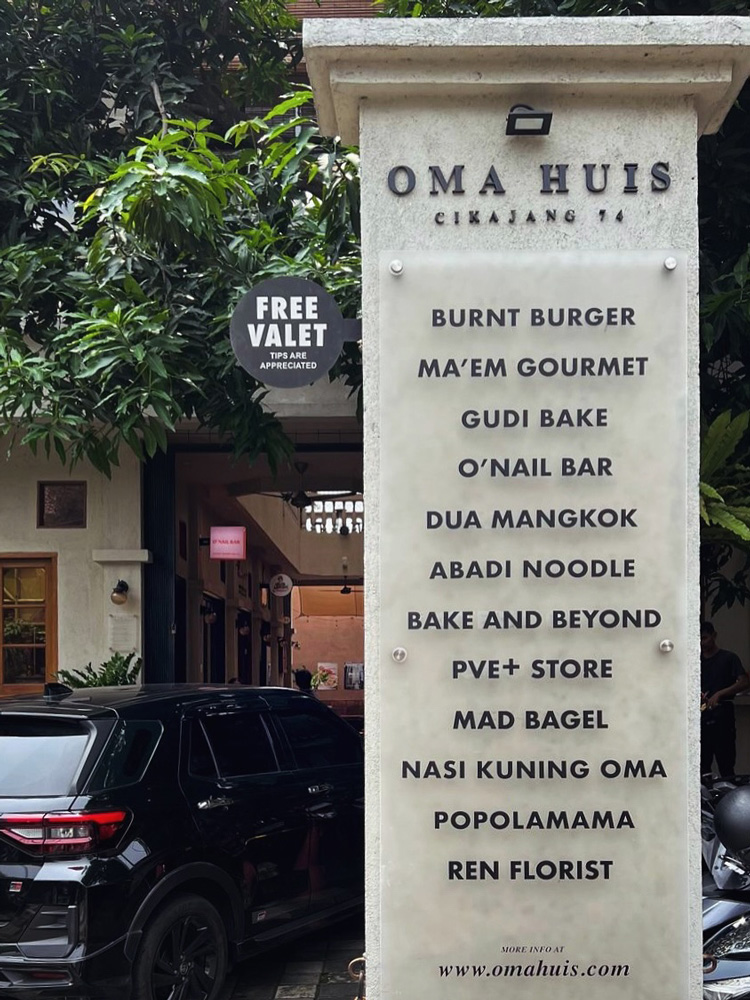 OMA HUIS
CIKAJANG 74
FREE
VALET
TIPS ARE
APPRECIATED
BURNT BURGER
MA'EM GOURMET
GUDI BAKE
O'NAIL BAR
DUA MANGKOK
ABADI NOODLE
BAKE AND BEYOND
PVE+ STORE
MAD BAGEL
NASI KUNING OMA
POPOLAMAMA
REN FLORIST
MORE INFO AT
www.omahuis.com
O'NAIL BAR